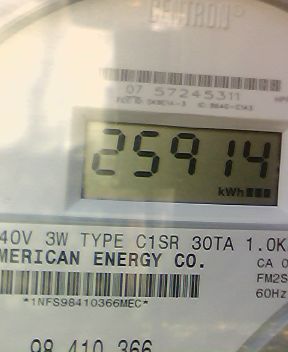 CENTRON®
07 57245311
25914
kWh
40V 3W TYPE C1SR 30TA 1.0K
MERICAN ENERGY CO.
CA 0
FM2S
*1NFS98410366MEC*
60Hz
98 410 366